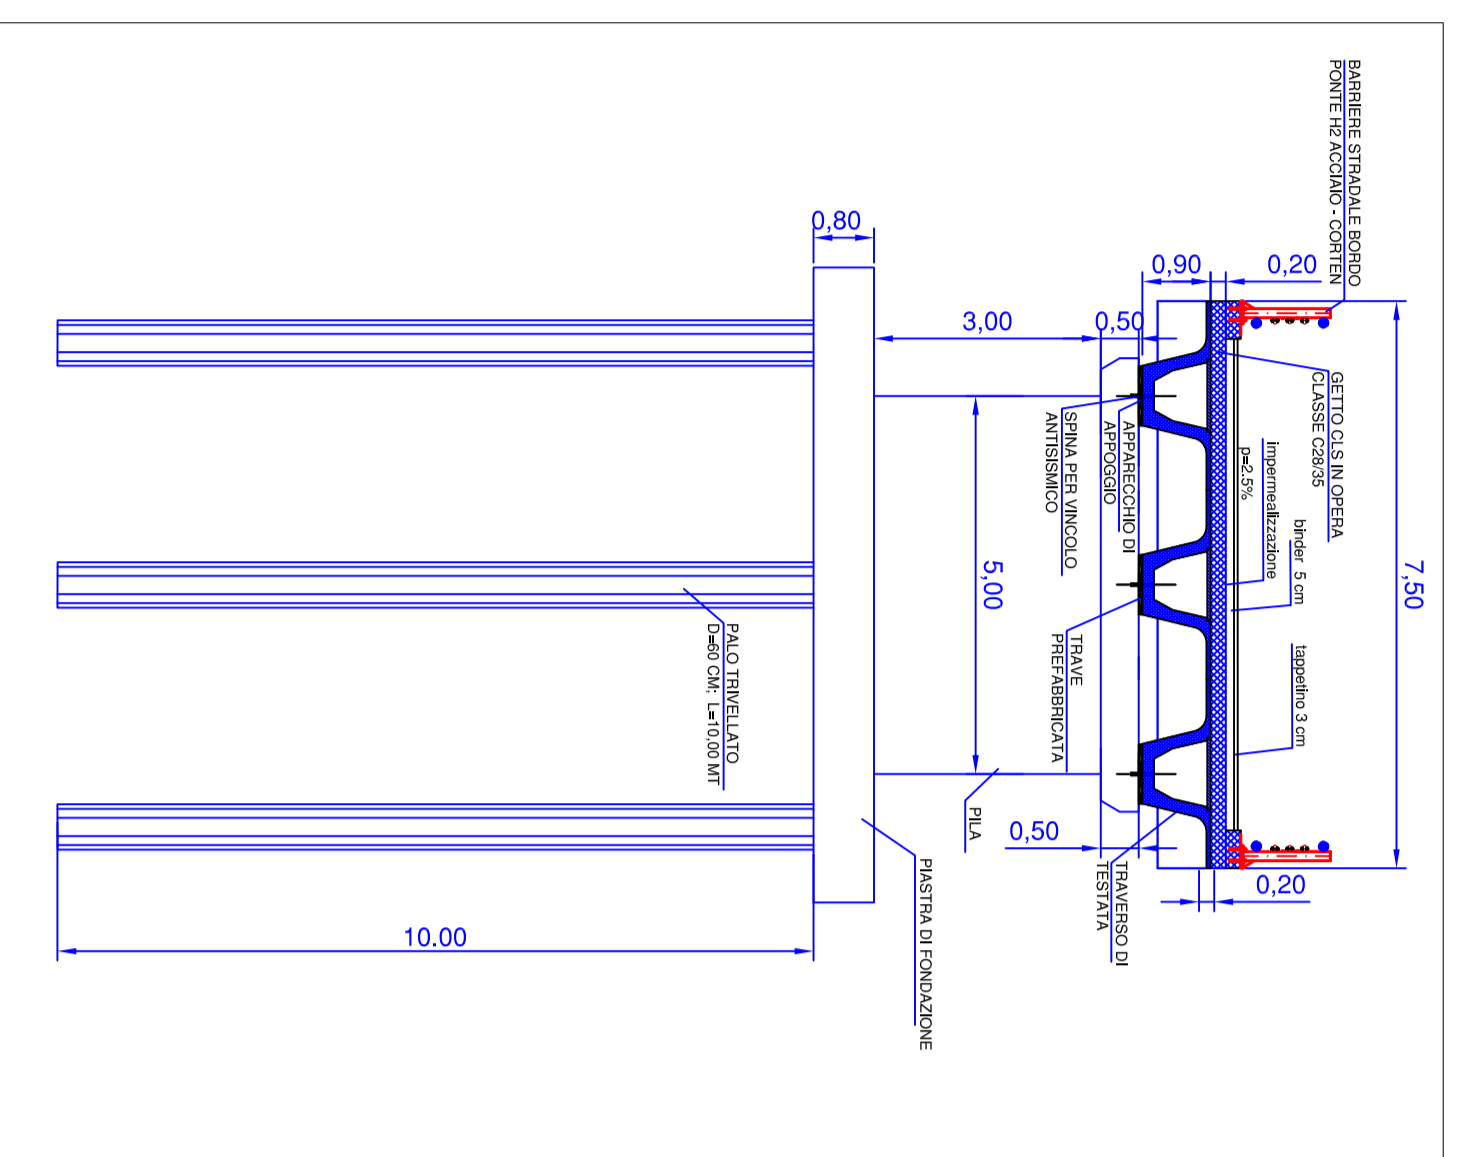 BARRIERE STRADALE BORDO
PONTE H2 ACCIAIO - CORTEN
7,50
0,20
0,90
0,80
3,00
0,50
GETTO CLS IN OPERA
CLASSE C28/35
impermealizzazione
p=2.5%
binder 5 cm
tappetino 3 cm
APPARECCHIO DI
APPOGGIO
SPINA PER VINCOLO
ANTISISMICO
5,00
TRAVE
PREFABBRICATA
PALO TRIVELLATO
D=60 CM; L=10,00 MT
PILA
0,50
TRAVERSO DI
TESTATA
0,20
PIASTRA DI FONDAZIONE
10.00